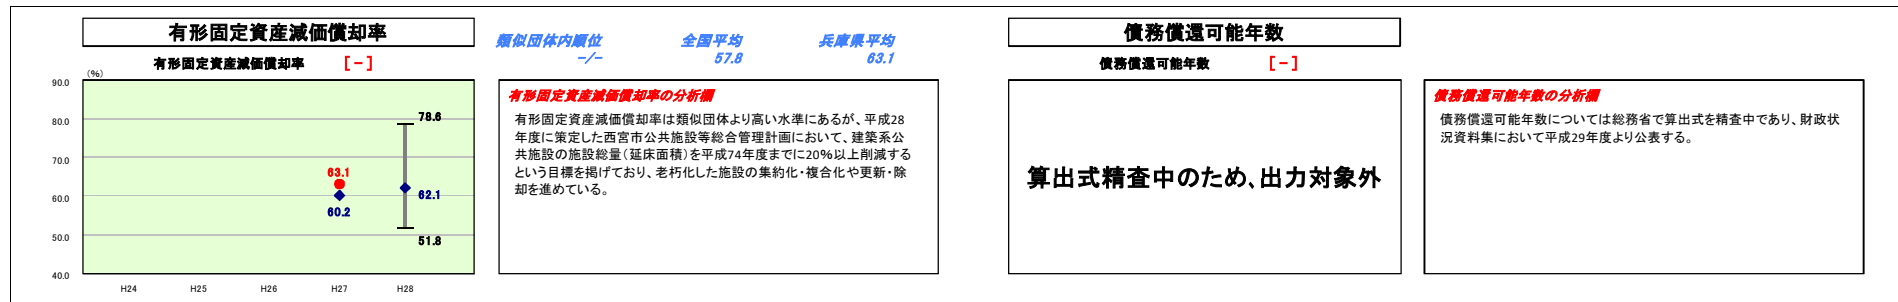 有形固定資産減価償却率
有形固定資産減価償却率 [-]
類似団体内順位
-/-
全国平均
57.8
兵庫県平均
63.1
(%)
90.0
80.0
70.0
60.0
50.0
40.0
H24
H25
H26
H27
H28
63.1
60.2
78.6
62.1
51.8
有形固定資産減価償却率の分析欄
有形固定資産減価償却率は類似団体より高い水準にあるが、平成28
年度に策定した西宮市公共施設等総合管理計画において、建築系公
共施設の施設総量(延床面積)を平成74年度までに20%以上削減する
という目標を掲げており、老朽化した施設の集約化・複合化や更新・除
却を進めている。
債務償還可能年数
債務償還可能年数 [-]
算出式精査中のため、出力対象外
債務償還可能年数の分析欄
債務償還可能年数については総務省で算出式を精査中であり、財政状
況資料集において平成29年度より公表する。